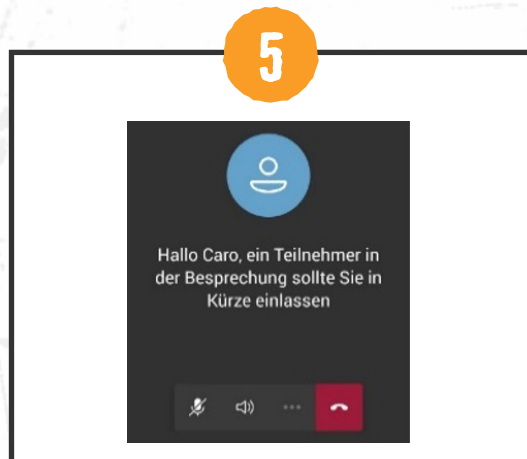 5
Hallo Caro, ein Teilnehmer in
der Besprechung sollte Sie in
Kürze einlassen